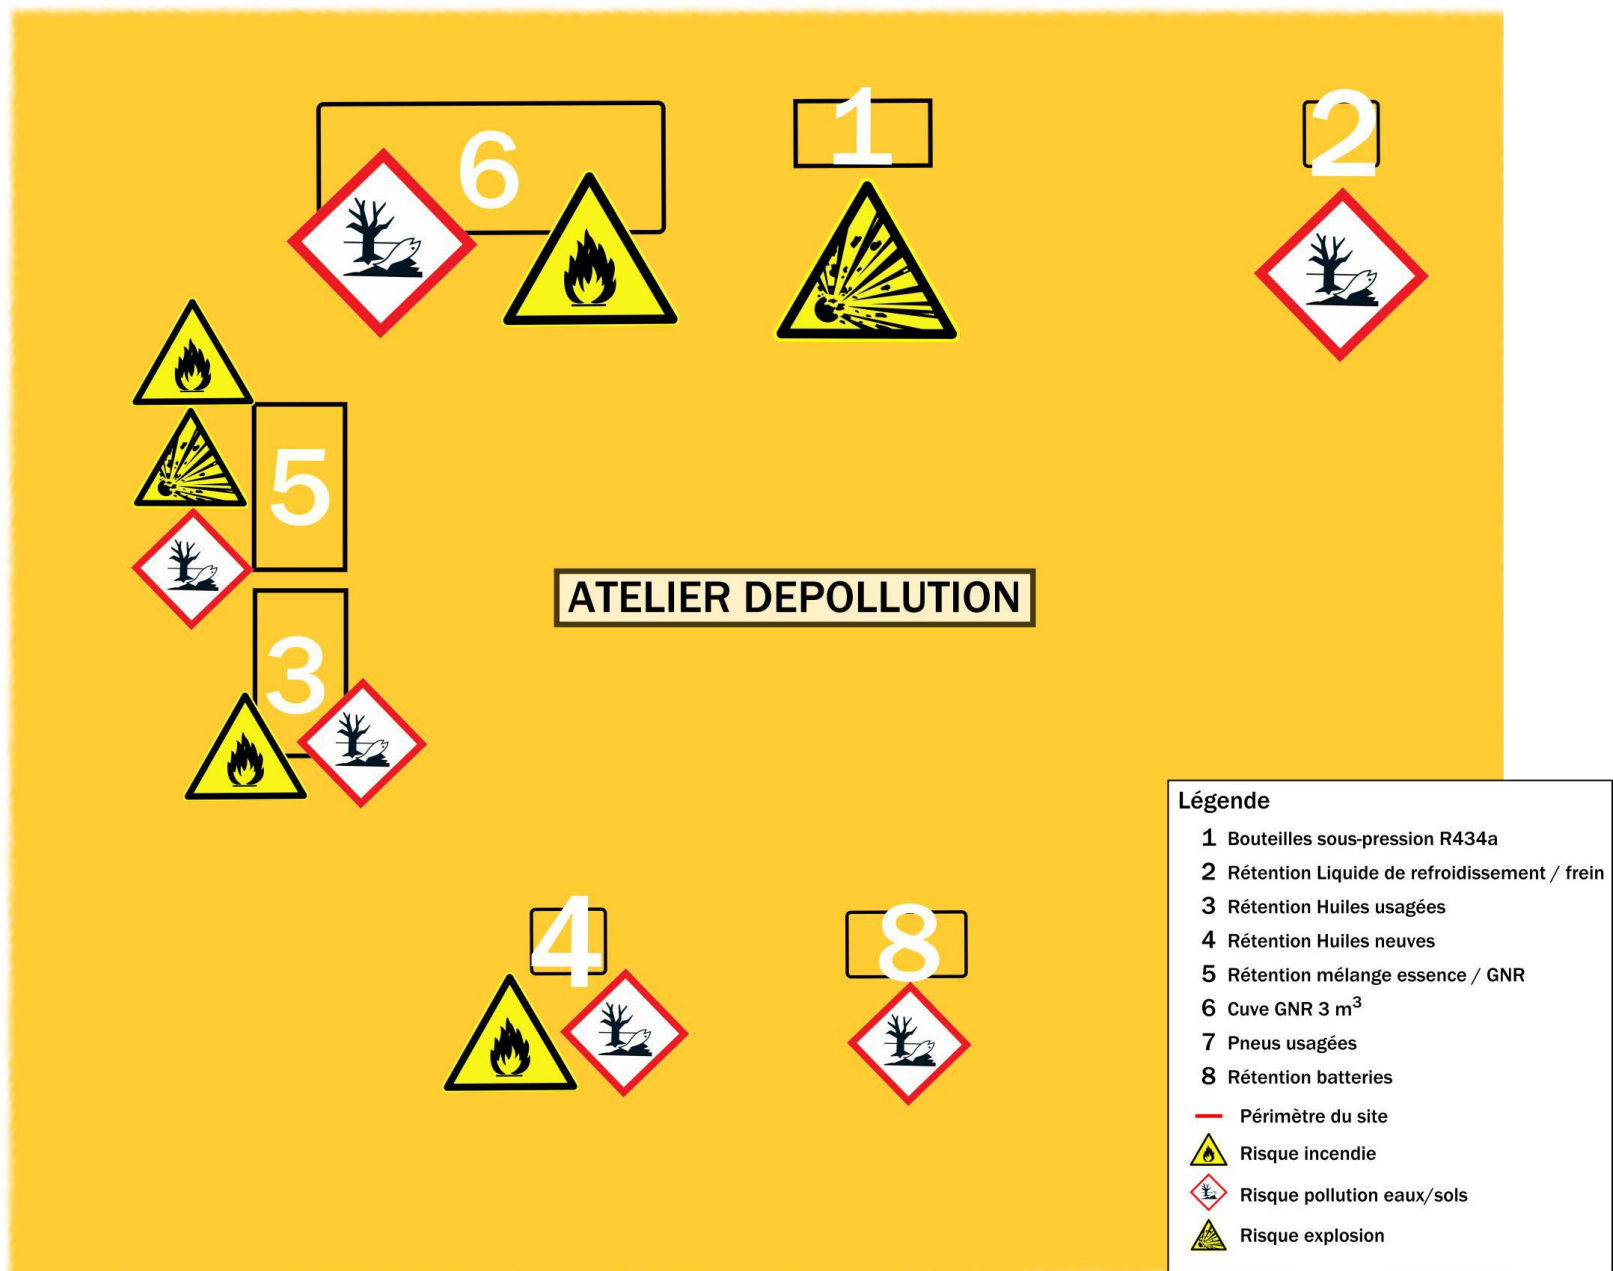 6
1
2
5
ATELIER DEPOLLUTION
3
4
8
Légende
1 Bouteilles sous-pression R434a
2 Rétention Liquide de refroidissement / frein
3 Rétention Huiles usagées
4 Rétention Huiles neuves
5 Rétention mélange essence / GNR
6 Cuve GNR 3 m³
7 Pneus usagées
8 Rétention batteries
Périmètre du site
Risque incendie
Risque pollution eaux/sols
Risque explosion